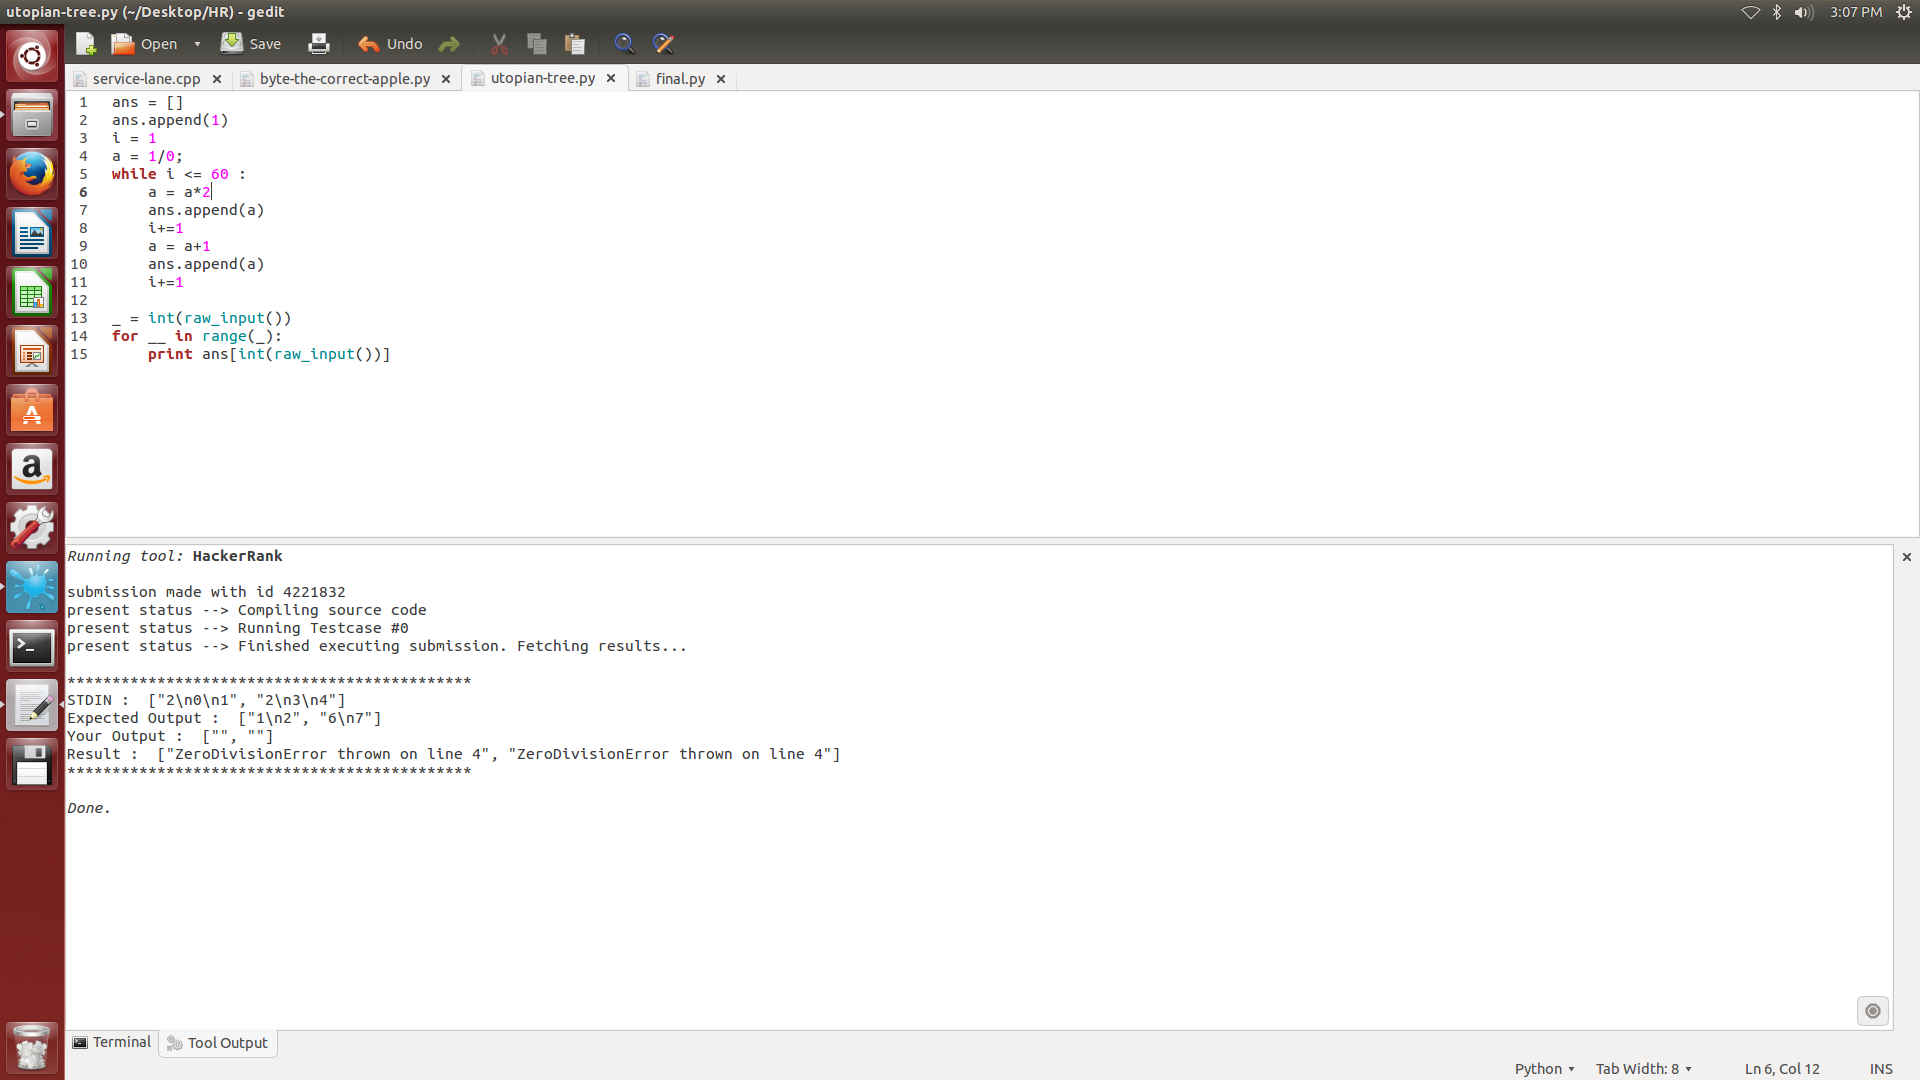 utopian-tree.py (~/Desktop/HR) - gedit
3:07 PM
Open
Save
Undo
service-lane.cpp
byte-the-correct-apple.py
utopian-tree.py
final.py
1 ans = []
2 ans.append(1)
3 i = 1
4 a = 1/0;
5 while i <= 60 :
6     a = a*2
7     ans.append(a)
8     i+=1
9     a = a+1
10     ans.append(a)
11     i+=1
12
13 _ = int(raw_input())
14 for __ in range(_):
15     print ans[int(raw_input())]
Running tool: HackerRank
submission made with id 4221832
present status --> Compiling source code
present status --> Running Testcase #0
present status --> Finished executing submission. Fetching results...
*********************************************
STDIN :  ["2\n0\n1", "2\n3\n4"]
Expected Output :  ["1\n2", "6\n7"]
Your Output :  ["", ""]
Result :  ["ZeroDivisionError thrown on line 4", "ZeroDivisionError thrown on line 4"]
*********************************************
Done.
Terminal
Tool Output
Python
Tab Width: 8
Ln 6, Col 12
INS